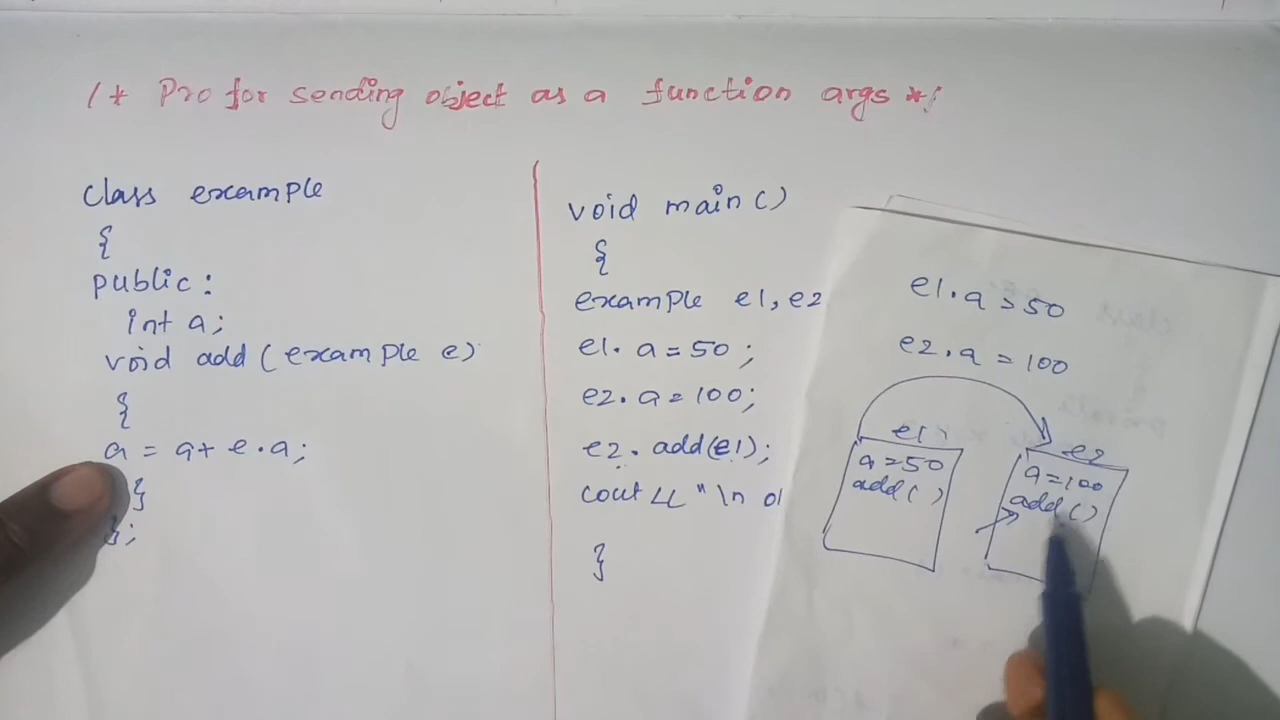 /* Pro for sending object as a function args */
class example
{
public:
int a;
void add(example e)
{
a = a+ e.a;
}
};
void main()
{
example e1, e2
e1. a = 50;
e2. a = 100;
e2. add(e1);
cout << "\n
}
e1.a = 50
e2.a = 100
e1
a=50
add()
e2
a=100
add()